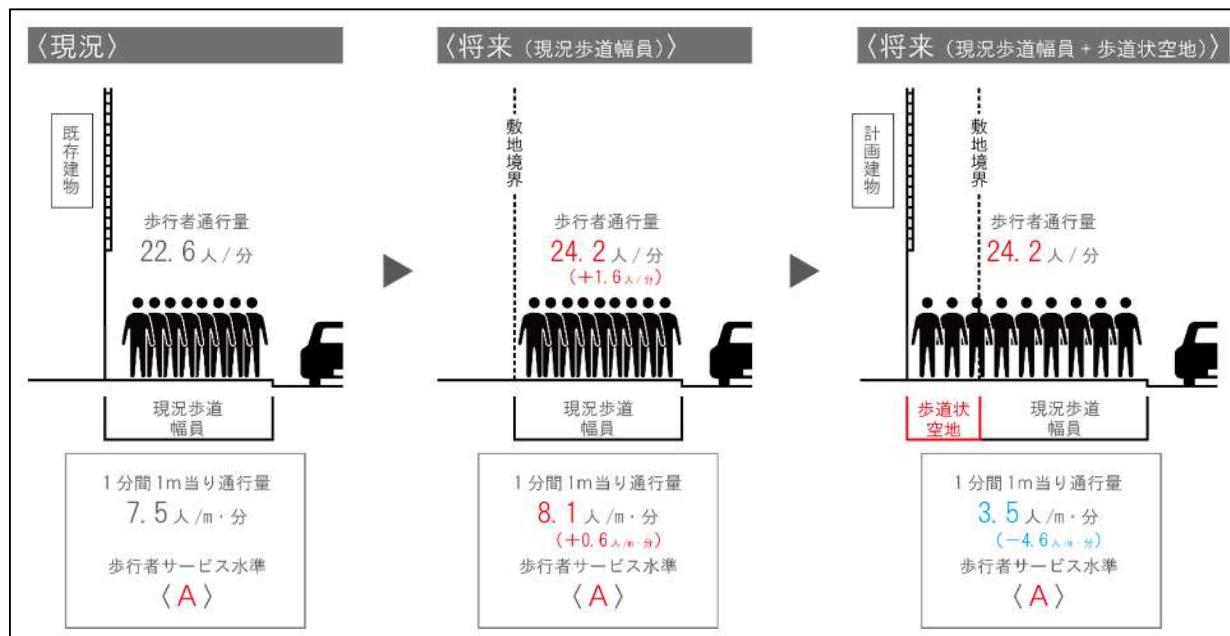 〈現況〉
既存建物
歩行者通行量
22.6人/分
現況歩道
幅員
1分間1m当り通行量
7.5人/m・分
歩行者サービス水準
〈A〉
〈将来(現況歩道幅員)〉
敷地境界
歩行者通行量
24.2人/分
(+1.6人/分)
現況歩道
幅員
1分間1m当り通行量
8.1人/m・分
(+0.6人/m・分)
歩行者サービス水準
〈A〉
〈将来(現況歩道幅員+歩道状空地)〉
計画建物
敷地境界
歩行者通行量
24.2人/分
歩道状
空地
現況歩道
幅員
1分間1m当り通行量
3.5人/m・分
(−4.6人/m・分)
歩行者サービス水準
〈A〉